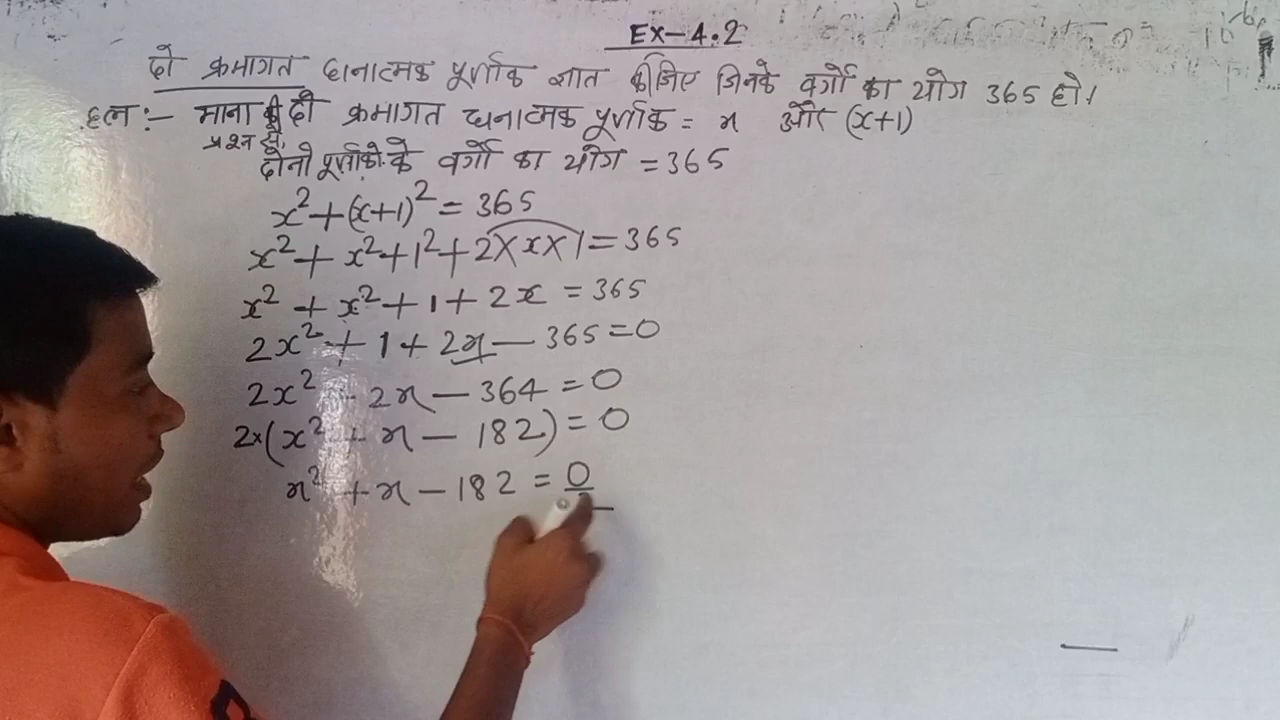 Ex-4.2
दो क्रमागत धनात्मक पूर्णांक ज्ञात कीजिए जिनके वर्गों का योग 365 हो।
हल :- माना की दो क्रमागत धनात्मक पूर्णांक = x और (x+1)
प्रश्न से,
दोनो पूर्णांको के वर्गो का योग = 365
x² + (x+1)² = 365
x² + x² + 1² + 2×x×1 = 365
x² + x² + 1 + 2x = 365
2x² + 1 + 2x - 365 = 0
2x² + 2x - 364 = 0
2×(x² + x - 182) = 0
x² + x - 182 = 0